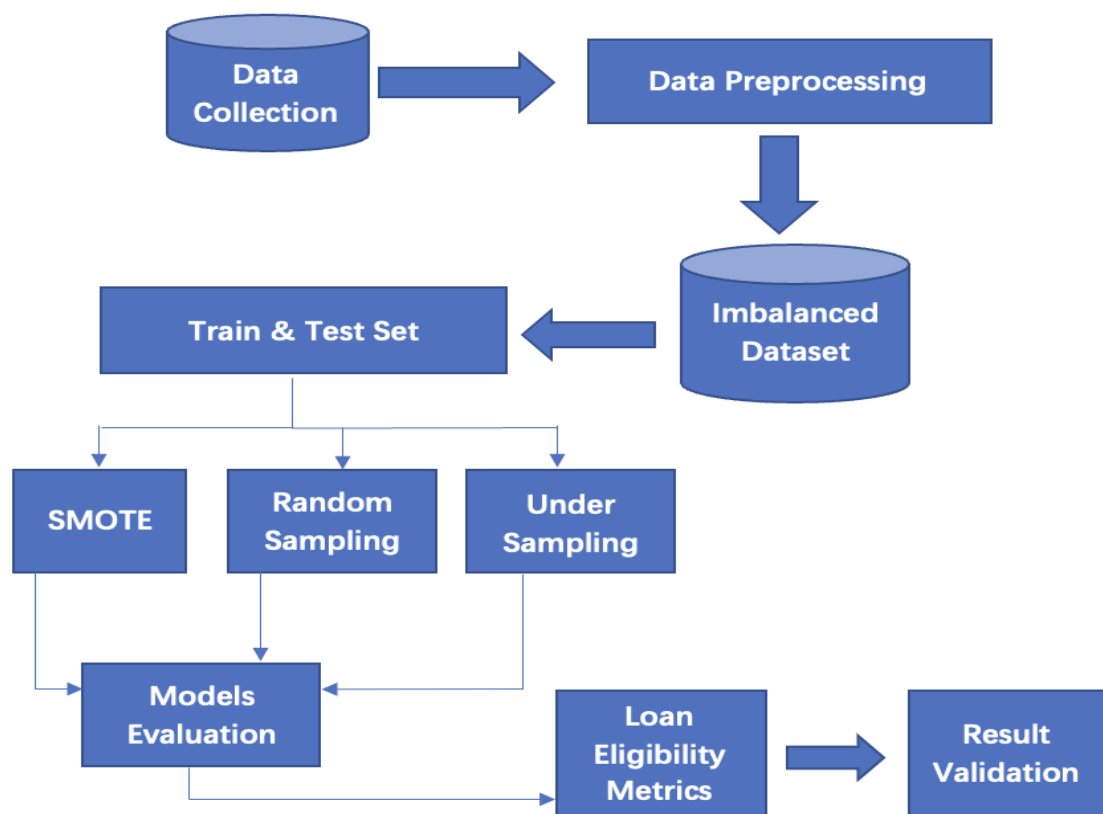 Data
Collection
Data Preprocessing
Imbalanced
Dataset
Train & Test Set
SMOTE
Random
Sampling
Under
Sampling
Models
Evaluation
Loan
Eligibility
Metrics
Result
Validation